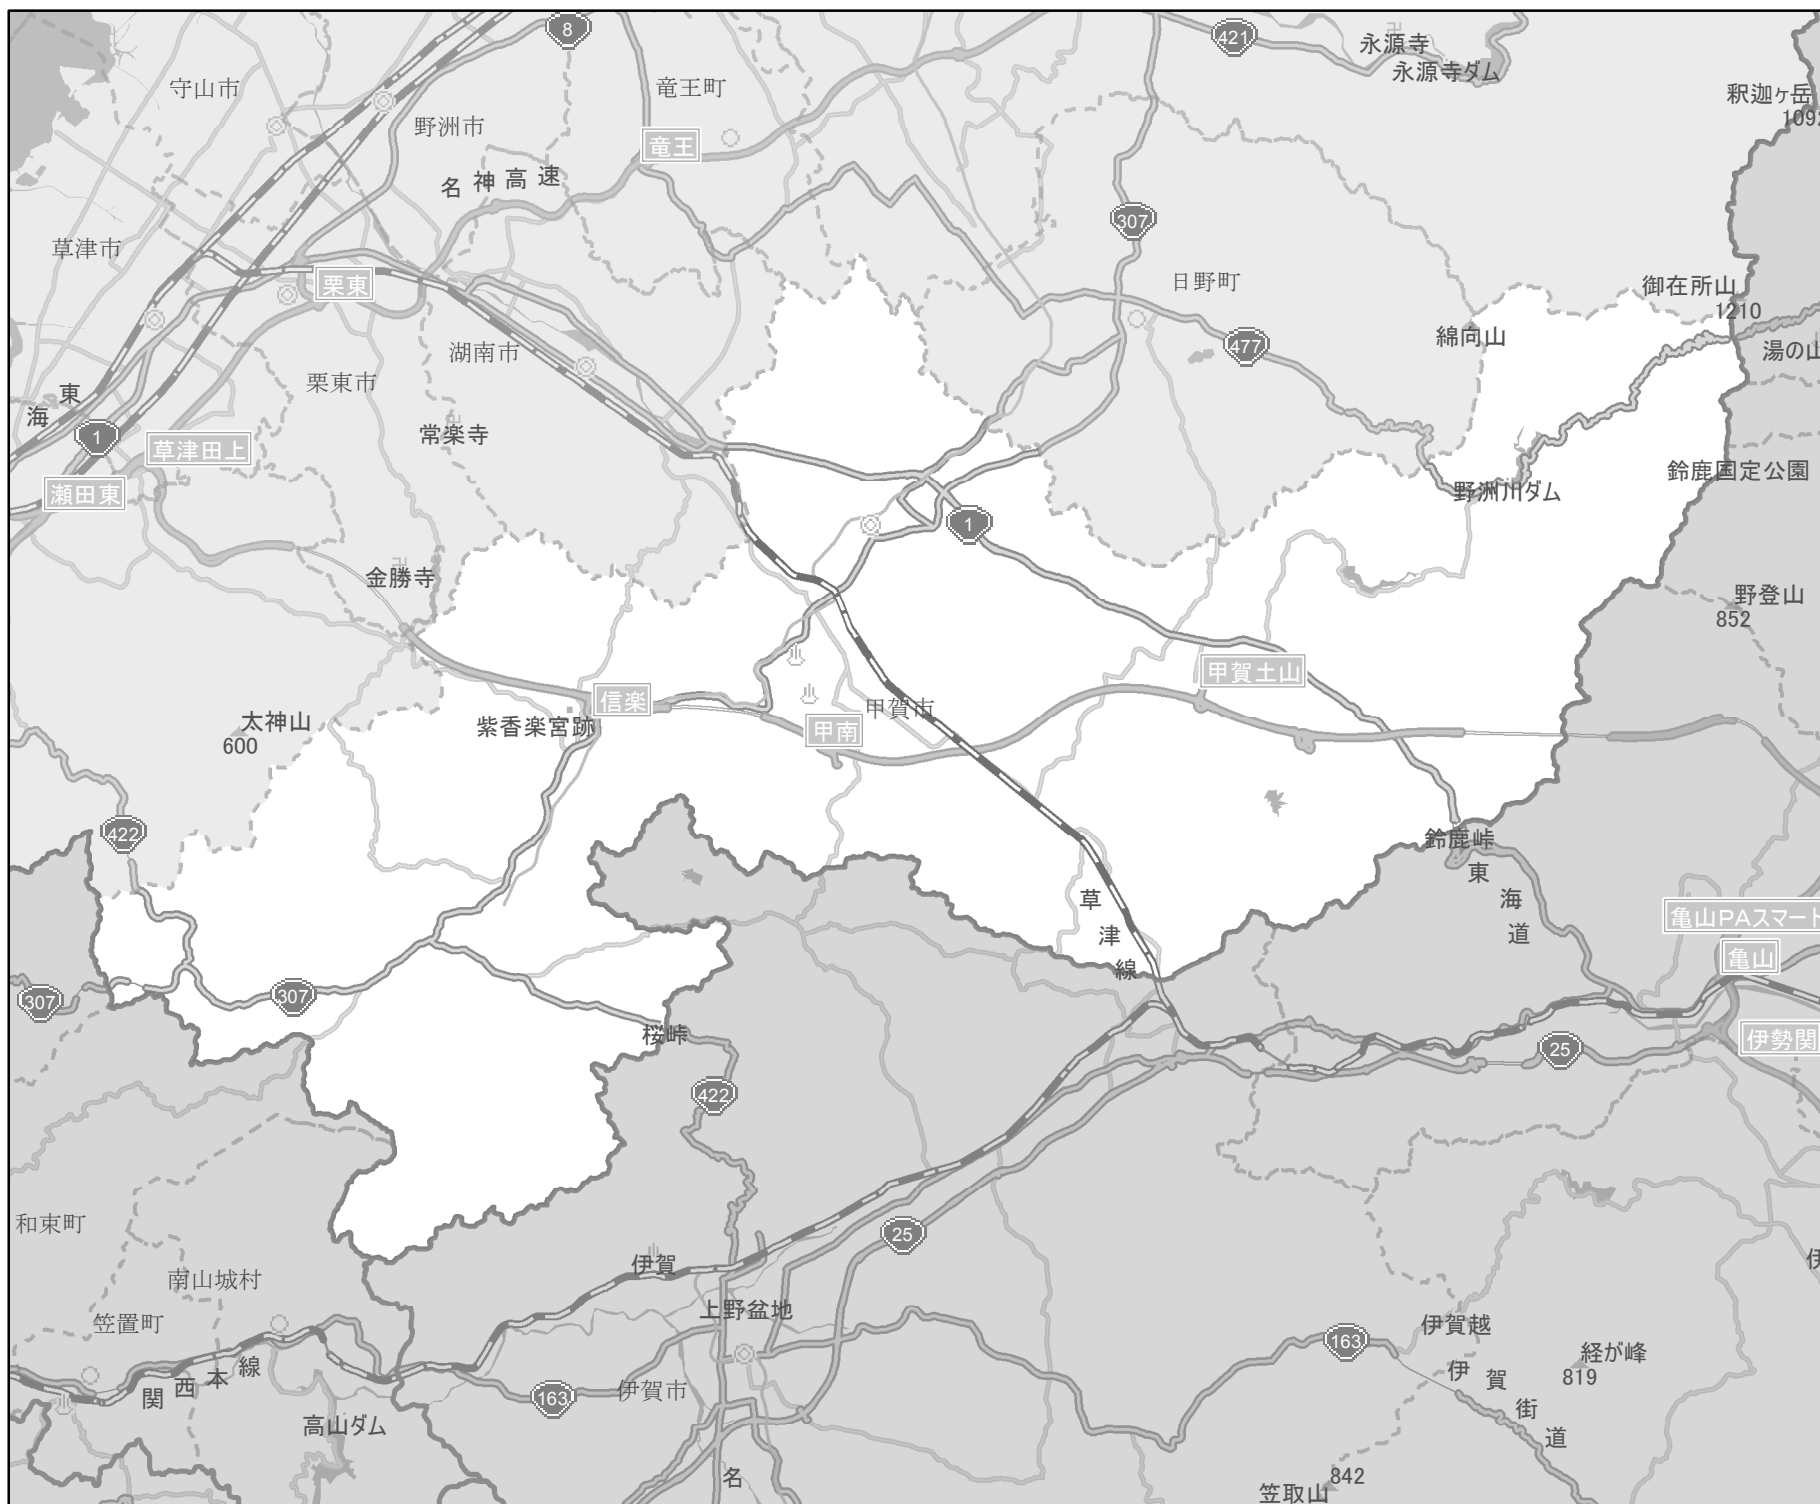 8
421
永源寺
永源寺ダム
守山市
竜王町
釈迦ヶ岳
1092
野洲市
竜王
名神高速
307
草津市
栗東
日野町
御在所山
1210
綿向山
湖南市
477
湯の山
栗東市
東海
常楽寺
1
草津田上
鈴鹿国定公園
瀬田東
野洲川ダム
1
金勝寺
野登山
852
甲賀土山
信楽
甲賀市
太神山
600
紫香楽宮跡
甲南
422
鈴鹿峠
東海道
草津線
亀山PAスマート
亀山
307
307
桜峠
伊勢関
25
422
和束町
25
伊賀
南山城村
上野盆地
笠置町
163
伊賀越
経が峰
819
関西本線
163
伊賀市
伊賀街道
高山ダム
名
842
笠取山